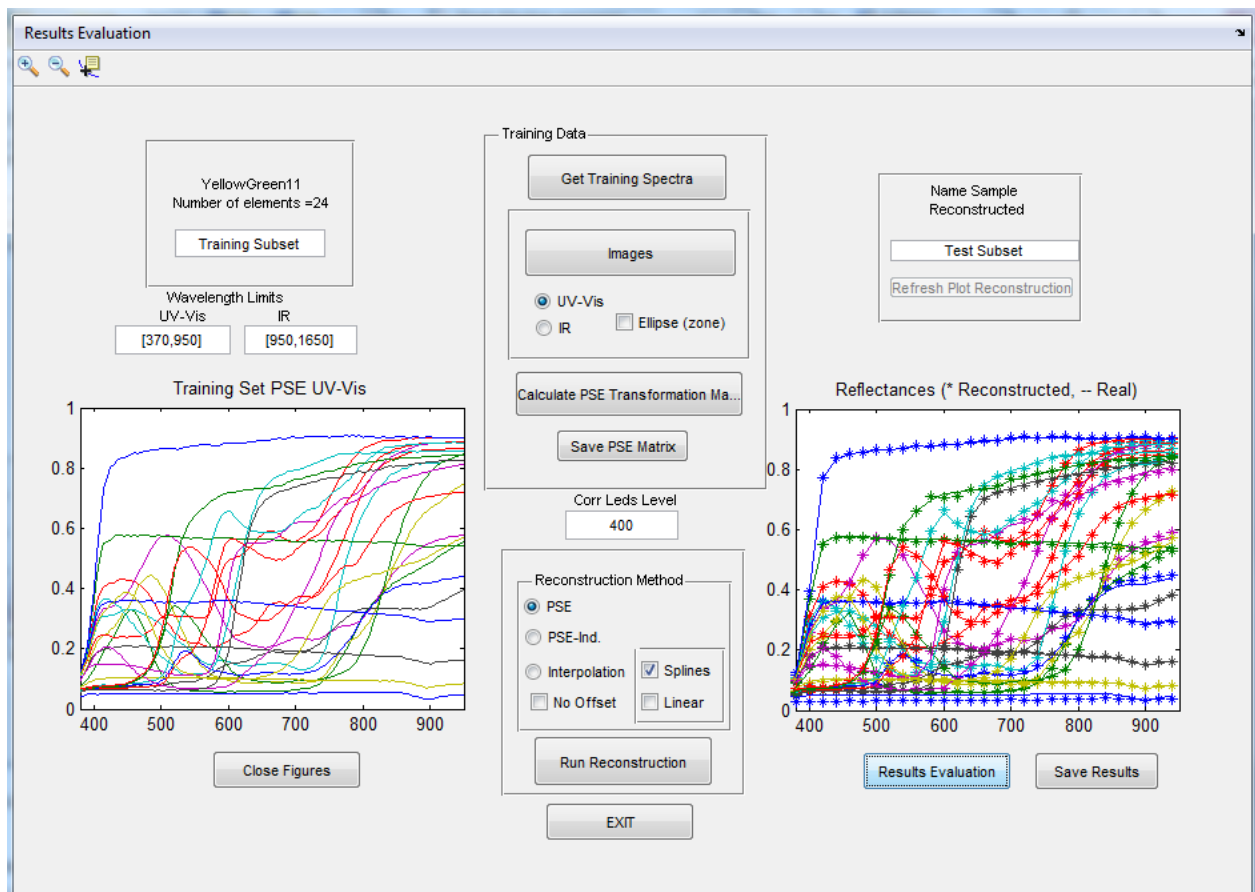 Results Evaluation
YellowGreen11
Number of elements =24
Training Subset
Wavelength Limits
UV-Vis IR
[370,950] [950,1650]
Training Set PSE UV-Vis
1
0.8
0.6
0.4
0.2
0
400 500 600 700 800 900
Close Figures
Training Data
Get Training Spectra
Images
UV-Vis
IR
Ellipse (zone)
Calculate PSE Transformation Ma...
Save PSE Matrix
Corr Leds Level
400
Reconstruction Method
PSE
PSE-Ind.
Interpolation
No Offset
Splines
Linear
Run Reconstruction
EXIT
Name Sample
Reconstructed
Test Subset
Refresh Plot Reconstruction
Reflectances (* Reconstructed, -- Real)
1
0.8
0.6
0.4
0.2
0
400 500 600 700 800 900
Results Evaluation
Save Results